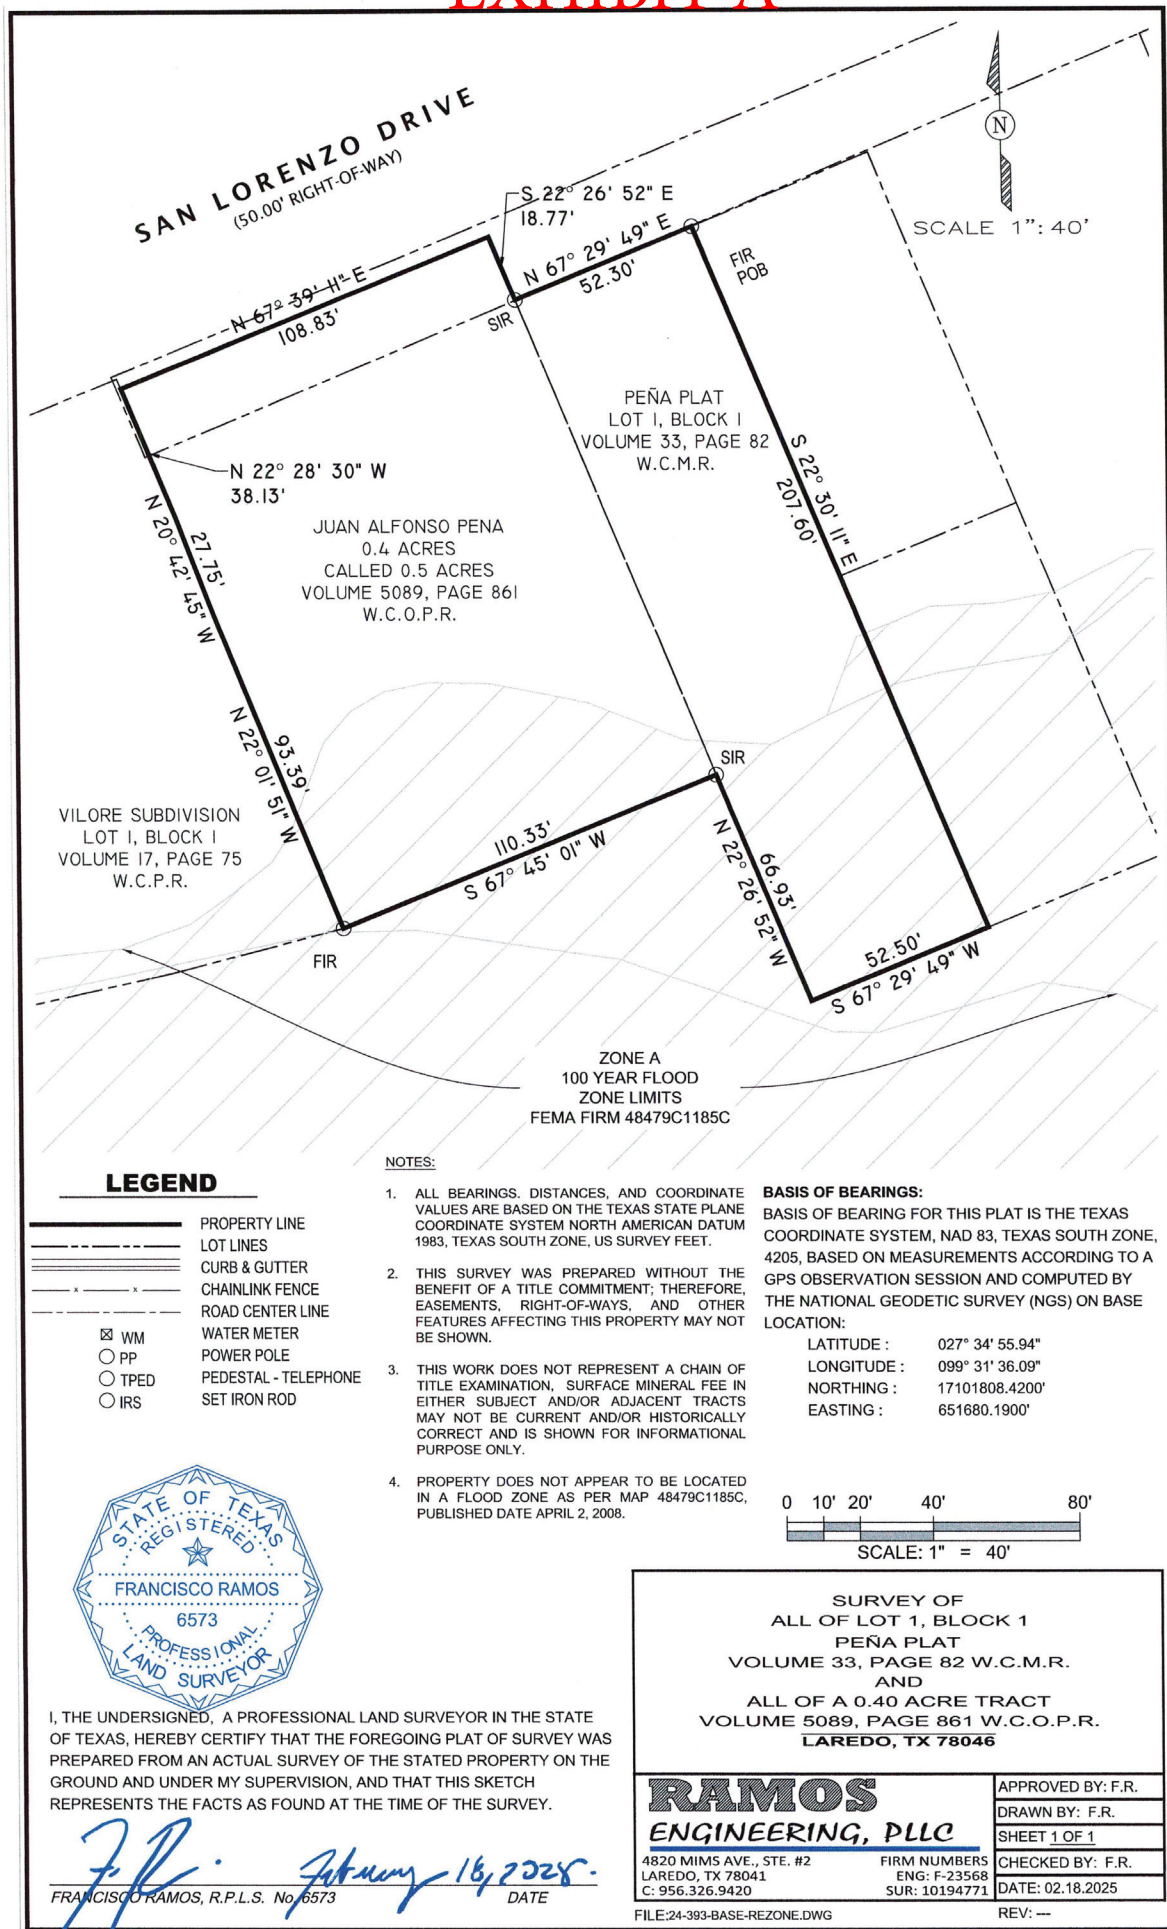 EXHIBIT A
SAN LORENZO DRIVE
(50.00' RIGHT-OF-WAY)
N
SCALE 1":40'
S 22° 26' 52" E
18.77'
N 67° 29' 49" E
52.30'
FIR
POB
N 67° 39' 11" E
108.83'
SIR
PEÑA PLAT
LOT 1, BLOCK 1
VOLUME 33, PAGE 82
W.C.M.R.
S 22° 30' 11" E
207.60'
N 22° 28' 30" W
38.13'
27.75'
N 20° 42' 45" W
JUAN ALFONSO PENA
0.4 ACRES
CALLED 0.5 ACRES
VOLUME 5089, PAGE 861
W.C.O.P.R.
93.39'
N 22° 01' 51" W
SIR
VILORE SUBDIVISION
LOT 1, BLOCK 1
VOLUME 17, PAGE 75
W.C.P.R.
110.33'
S 67° 45' 01" W
66.93'
N 22° 26' 52" W
FIR
52.50'
S 67° 29' 49" W
ZONE A
100 YEAR FLOOD
ZONE LIMITS
FEMA FIRM 48479C1185C
LEGEND
PROPERTY LINE
LOT LINES
CURB & GUTTER
x x CHAINLINK FENCE
ROAD CENTER LINE
WM WATER METER
PP POWER POLE
TPED PEDESTAL - TELEPHONE
IRS SET IRON ROD
NOTES:
1. ALL BEARINGS. DISTANCES, AND COORDINATE
VALUES ARE BASED ON THE TEXAS STATE PLANE
COORDINATE SYSTEM NORTH AMERICAN DATUM
1983, TEXAS SOUTH ZONE, US SURVEY FEET.
2. THIS SURVEY WAS PREPARED WITHOUT THE
BENEFIT OF A TITLE COMMITMENT; THEREFORE,
EASEMENTS, RIGHT-OF-WAYS, AND OTHER
FEATURES AFFECTING THIS PROPERTY MAY NOT
BE SHOWN.
3. THIS WORK DOES NOT REPRESENT A CHAIN OF
TITLE EXAMINATION, SURFACE MINERAL FEE IN
EITHER SUBJECT AND/OR ADJACENT TRACTS
MAY NOT BE CURRENT AND/OR HISTORICALLY
CORRECT AND IS SHOWN FOR INFORMATIONAL
PURPOSE ONLY.
4. PROPERTY DOES NOT APPEAR TO BE LOCATED
IN A FLOOD ZONE AS PER MAP 48479C1185C,
PUBLISHED DATE APRIL 2, 2008.
BASIS OF BEARINGS:
BASIS OF BEARING FOR THIS PLAT IS THE TEXAS
COORDINATE SYSTEM, NAD 83, TEXAS SOUTH ZONE,
4205, BASED ON MEASUREMENTS ACCORDING TO A
GPS OBSERVATION SESSION AND COMPUTED BY
THE NATIONAL GEODETIC SURVEY (NGS) ON BASE
LOCATION:
LATITUDE : 027° 34' 55.94"
LONGITUDE : 099° 31' 36.09"
NORTHING : 17101808.4200'
EASTING : 651680.1900'
0 10' 20' 40' 80'
SCALE: 1" = 40'
STATE OF TEXAS
REGISTERED
FRANCISCO RAMOS
6573
PROFESSIONAL
LAND SURVEYOR
I, THE UNDERSIGNED, A PROFESSIONAL LAND SURVEYOR IN THE STATE
OF TEXAS, HEREBY CERTIFY THAT THE FOREGOING PLAT OF SURVEY WAS
PREPARED FROM AN ACTUAL SURVEY OF THE STATED PROPERTY ON THE
GROUND AND UNDER MY SUPERVISION, AND THAT THIS SKETCH
REPRESENTS THE FACTS AS FOUND AT THE TIME OF THE SURVEY.
February 18, 2025.
FRANCISCO RAMOS, R.P.L.S. No. 6573 DATE
SURVEY OF
ALL OF LOT 1, BLOCK 1
PEÑA PLAT
VOLUME 33, PAGE 82 W.C.M.R.
AND
ALL OF A 0.40 ACRE TRACT
VOLUME 5089, PAGE 861 W.C.O.P.R.
LAREDO, TX 78046
RAMOS
ENGINEERING, PLLC
4820 MIMS AVE., STE. #2
LAREDO, TX 78041
C: 956.326.9420
FIRM NUMBERS
ENG: F-23568
SUR: 10194771
APPROVED BY: F.R.
DRAWN BY: F.R.
SHEET 1 OF 1
CHECKED BY: F.R.
DATE: 02.18.2025
FILE:24-393-BASE-REZONE.DWG
REV: ---